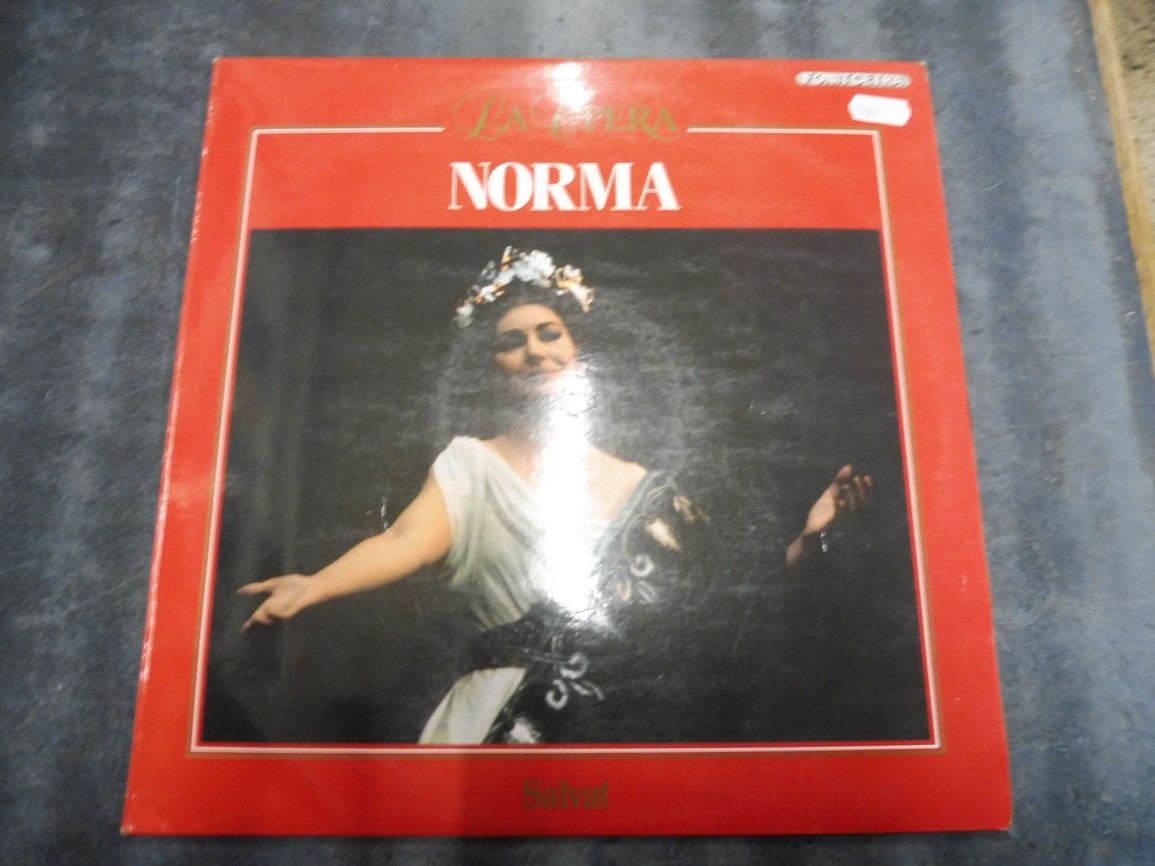 FONIT CETRA
LA OPERA
NORMA
Salvat